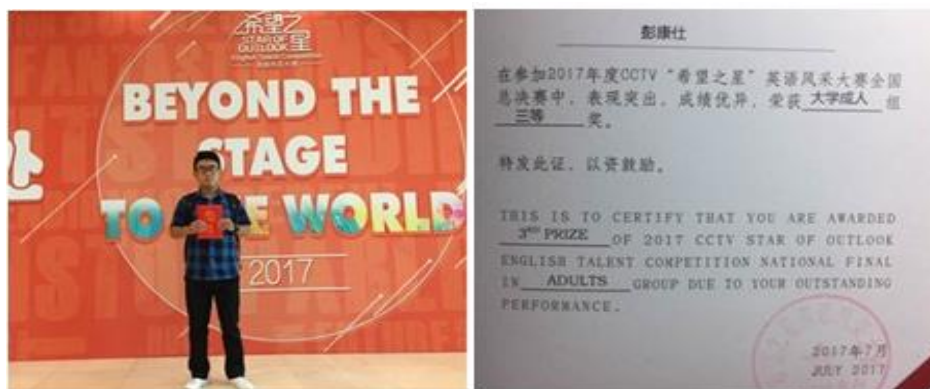 希望之星
STAR OF
OUTLOOK
BEYOND THE
STAGE
TO THE WORLD
2017
彭康仕
在参加2017年度CCTV“希望之星”英语风采大赛全国
总决赛中，表现突出，成绩优异，荣获 大学成人 组
三等 奖。
特发此证，以资鼓励。
THIS IS TO CERTIFY THAT YOU ARE AWARDED
3RD PRIZE OF 2017 CCTV STAR OF OUTLOOK
ENGLISH TALENT COMPETITION NATIONAL FINAL
IN ADULTS GROUP DUE TO YOUR OUTSTANDING
PERFORMANCE.
2017年7月
JULY 2017